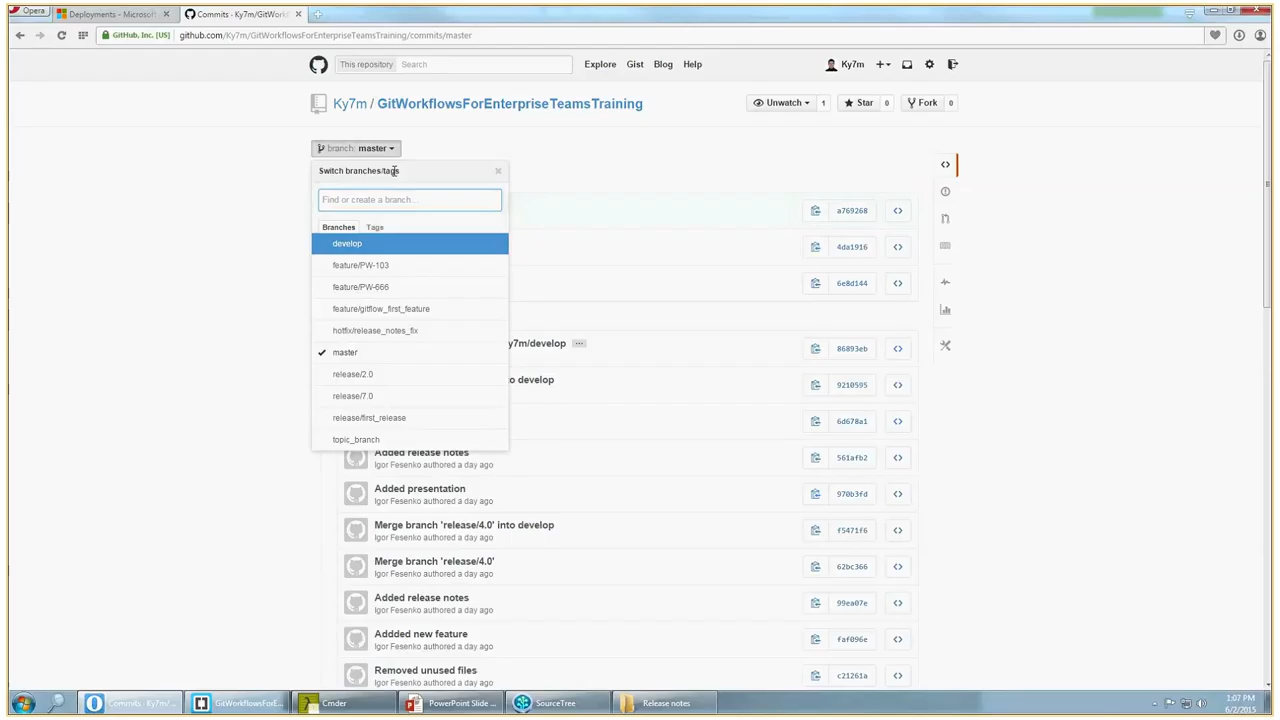 Opera
Deployments - Microsof
Commits - Ky7m/GitWork
GitHub, Inc. [US]
github.com/Ky7m/GitWorkflowsForEnterpriseTeamsTraining/commits/master
This repository
Search
Explore
Gist
Blog
Help
Ky7m
Ky7m / GitWorkflowsForEnterpriseTeamsTraining
Unwatch
1
Star
0
Fork
0
branch: master
Switch branches/tags
Find or create a branch...
Branches
Tags
develop
feature/PW-103
feature/PW-666
feature/gitflow_first_feature
hotfix/release_notes_fix
master
release/2.0
release/7.0
release/first_release
topic_branch
a769268
4da1916
6e8d144
y7m/develop
86893eb
o develop
9210595
6d678a1
Added release notes
Igor Fesenko authored a day ago
561afb2
Added presentation
Igor Fesenko authored a day ago
970b3fd
Merge branch 'release/4.0' into develop
Igor Fesenko authored a day ago
f5471f6
Merge branch 'release/4.0'
Igor Fesenko authored a day ago
62bc366
Added release notes
Igor Fesenko authored a day ago
99ea07e
Addded new feature
Igor Fesenko authored a day ago
faf096e
Removed unused files
c21261a
Commits - Ky7m/...
GitWorkflowsForE...
Cmder
PowerPoint Slide ...
SourceTree
Release notes
1:07 PM
6/2/2015